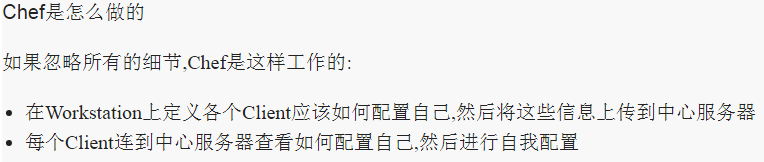 Chef是怎么做的
如果忽略所有的细节,Chef是这样工作的:
在Workstation上定义各个Client应该如何配置自己,然后将这些信息上传到中心服务器
每个Client连到中心服务器查看如何配置自己,然后进行自我配置